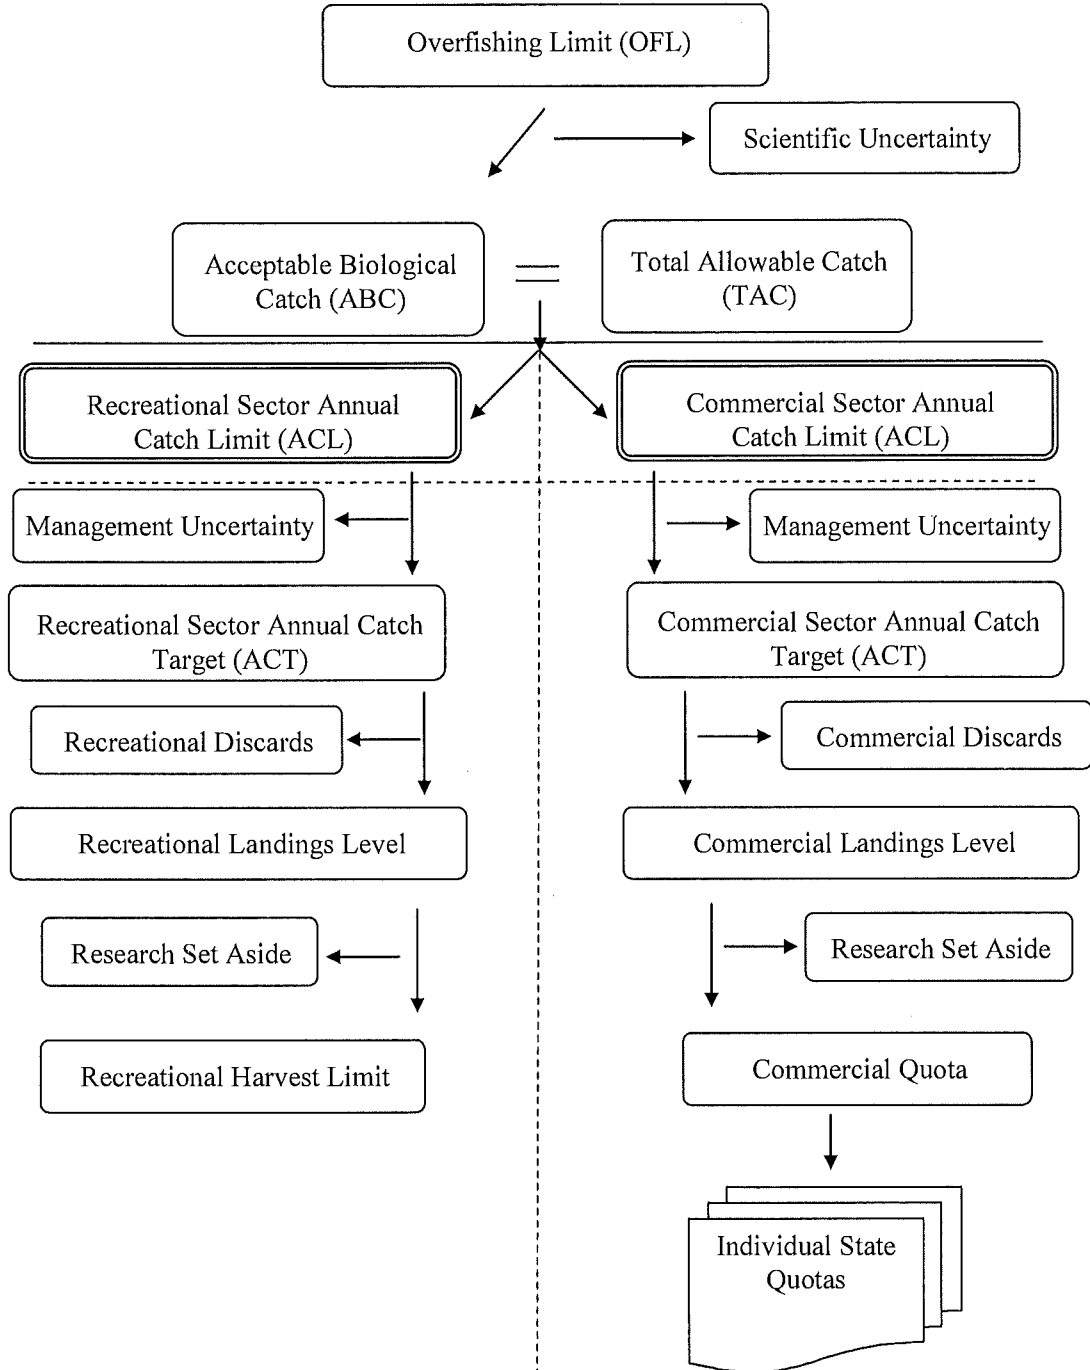 Overfishing Limit (OFL)
Scientific Uncertainty
Acceptable Biological
Catch (ABC)
Total Allowable Catch
(TAC)
Recreational Sector Annual
Catch Limit (ACL)
Commercial Sector Annual
Catch Limit (ACL)
Management Uncertainty
Management Uncertainty
Recreational Sector Annual Catch
Target (ACT)
Commercial Sector Annual Catch
Target (ACT)
Recreational Discards
Commercial Discards
Recreational Landings Level
Commercial Landings Level
Research Set Aside
Research Set Aside
Recreational Harvest Limit
Commercial Quota
Individual State
Quotas